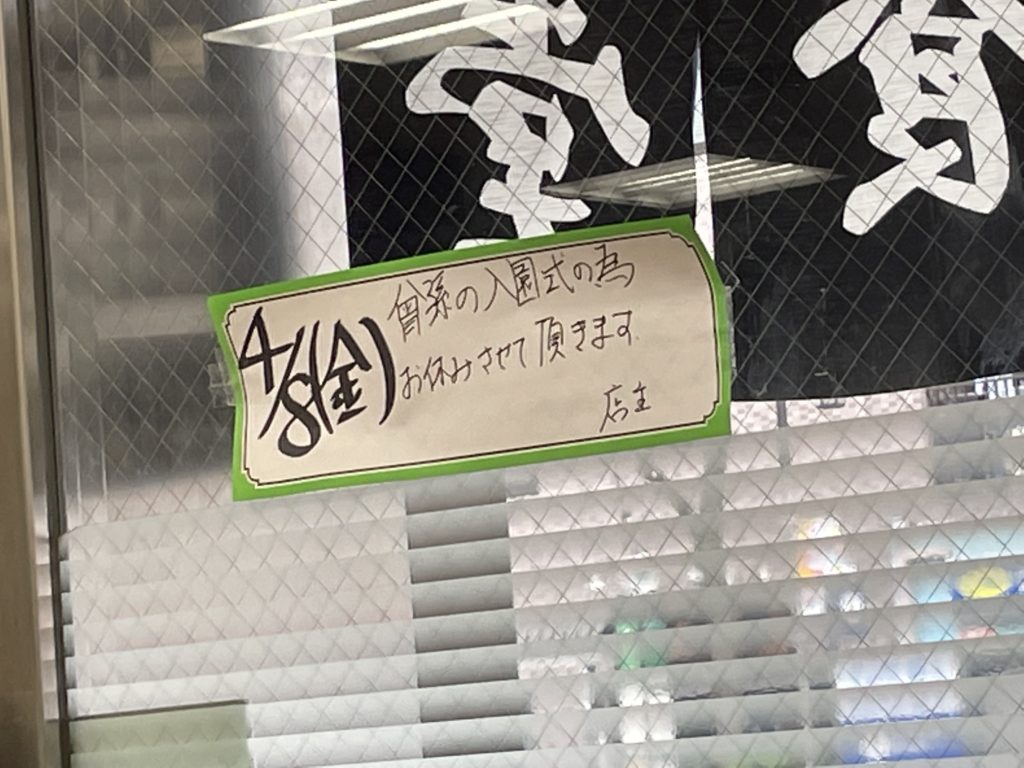 4/8(金)
曽孫の入園式の為
お休みさせて頂きます
店主